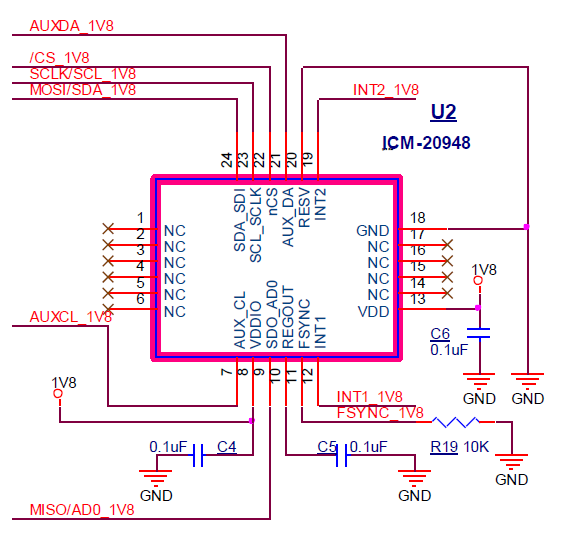 AUXDA_1V8
/CS_1V8
SCLK/SCL_1V8
MOSI/SDA_1V8
INT2_1V8
U2
ICM-20948
24
23
22
21
20
19
SDA_SDI
SCL_SCLK
nCS
AUX_DA
RESV
INT2
1
NC
2
NC
3
NC
4
NC
5
NC
6
NC
18
GND
17
NC
16
NC
15
NC
14
NC
13
VDD
1V8
C6
0.1uF
GND
GND
AUXCL_1V8
AUX_CL
VDDIO
SDO_AD0
REGOUT
FSYNC
INT1
7
8
9
10
11
12
1V8
INT1_1V8
FSYNC_1V8
0.1uF
C4
C5
0.1uF
R19 10K
GND
GND
GND
MISO/AD0_1V8